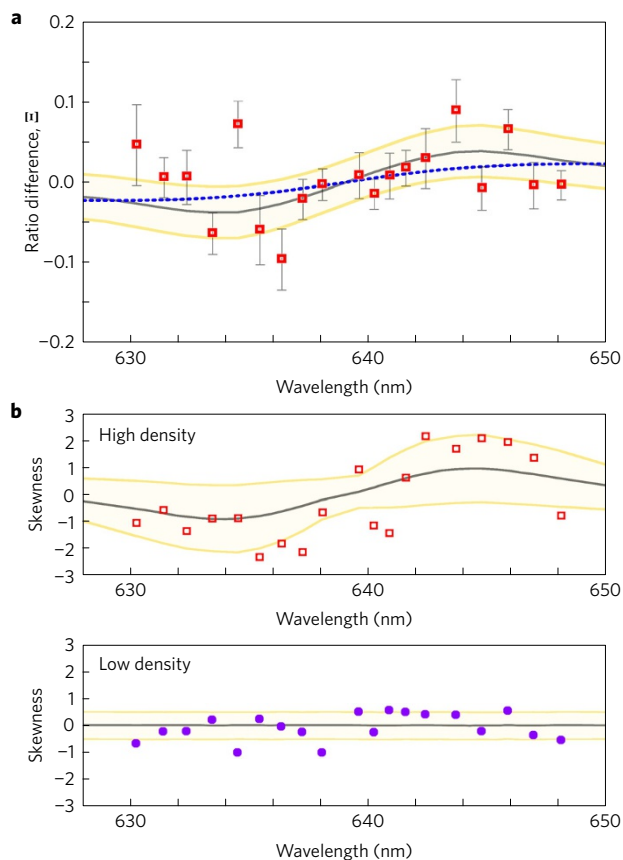 a
0.2
0.1
0.0
−0.1
−0.2
Ratio difference, Ξ
630 640 650
Wavelength (nm)
b
High density
3
2
1
0
−1
−2
−3
Skewness
630 640 650
Wavelength (nm)
Low density
3
2
1
0
−1
−2
−3
Skewness
630 640 650
Wavelength (nm)